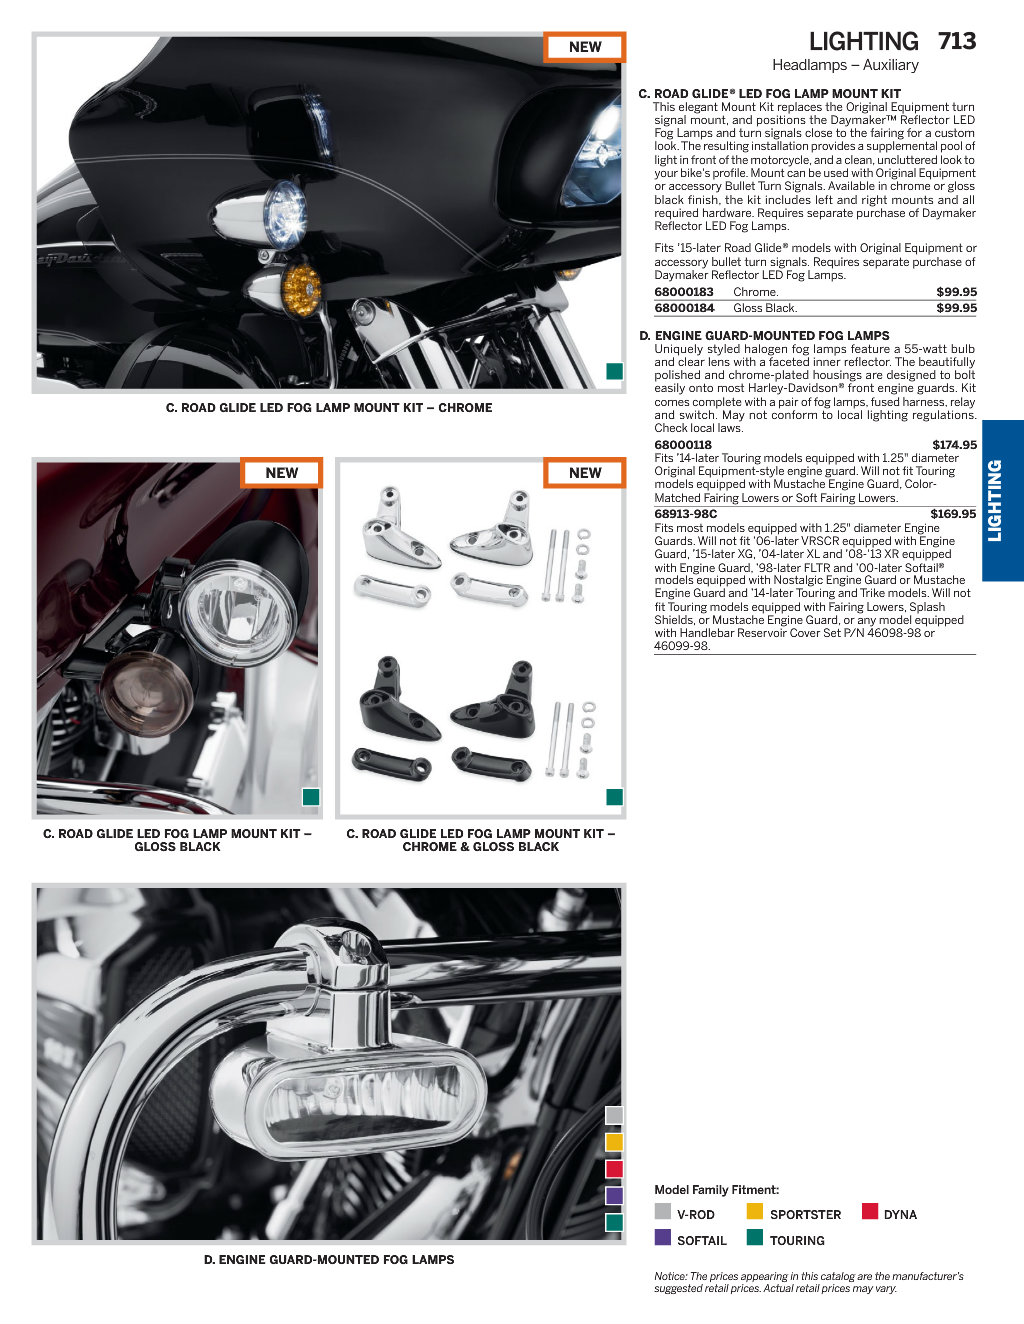 LIGHTING 713
Headlamps – Auxiliary
NEW
C. ROAD GLIDE LED FOG LAMP MOUNT KIT – CHROME
NEW
C. ROAD GLIDE LED FOG LAMP MOUNT KIT –
GLOSS BLACK
NEW
C. ROAD GLIDE LED FOG LAMP MOUNT KIT –
CHROME & GLOSS BLACK
D. ENGINE GUARD-MOUNTED FOG LAMPS
C. ROAD GLIDE® LED FOG LAMP MOUNT KIT
This elegant Mount Kit replaces the Original Equipment turn
signal mount, and positions the Daymaker™ Reflector LED
Fog Lamps and turn signals close to the fairing for a custom
look. The resulting installation provides a supplemental pool of
light in front of the motorcycle, and a clean, uncluttered look to
your bike's profile. Mount can be used with Original Equipment
or accessory Bullet Turn Signals. Available in chrome or gloss
black finish, the kit includes left and right mounts and all
required hardware. Requires separate purchase of Daymaker
Reflector LED Fog Lamps.
Fits '15-later Road Glide® models with Original Equipment or
accessory bullet turn signals. Requires separate purchase of
Daymaker Reflector LED Fog Lamps.
68000183 Chrome. $99.95
68000184 Gloss Black. $99.95
D. ENGINE GUARD-MOUNTED FOG LAMPS
Uniquely styled halogen fog lamps feature a 55-watt bulb
and clear lens with a faceted inner reflector. The beautifully
polished and chrome-plated housings are designed to bolt
easily onto most Harley-Davidson® front engine guards. Kit
comes complete with a pair of fog lamps, fused harness, relay
and switch. May not conform to local lighting regulations.
Check local laws.
68000118 $174.95
Fits '14-later Touring models equipped with 1.25" diameter
Original Equipment-style engine guard. Will not fit Touring
models equipped with Mustache Engine Guard, Color-
Matched Fairing Lowers or Soft Fairing Lowers.
68913-98C $169.95
Fits most models equipped with 1.25" diameter Engine
Guards. Will not fit '06-later VRSCR equipped with Engine
Guard, '15-later XG, '04-later XL and '08-'13 XR equipped
with Engine Guard, '98-later FLTR and '00-later Softail®
models equipped with Nostalgic Engine Guard or Mustache
Engine Guard and '14-later Touring and Trike models. Will not
fit Touring models equipped with Fairing Lowers, Splash
Shields, or Mustache Engine Guard, or any model equipped
with Handlebar Reservoir Cover Set P/N 46098-98 or
46099-98.
LIGHTING
Model Family Fitment:
V-ROD SPORTSTER DYNA
SOFTAIL TOURING
Notice: The prices appearing in this catalog are the manufacturer's
suggested retail prices. Actual retail prices may vary.